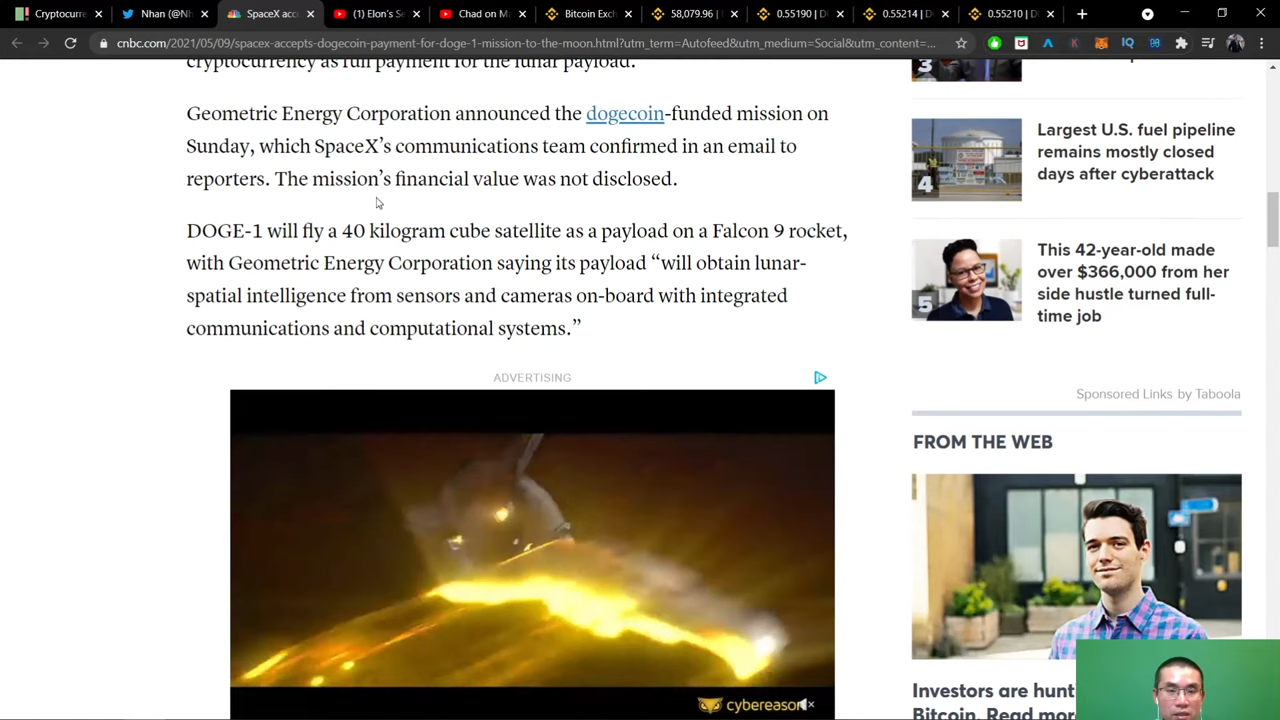 Cryptocurre
Nhan (@Nh
SpaceX acc
(1) Elon's Se
Chad on M
Bitcoin Exch
58,079.96 |
0.55190 | D
0.55214 | D
0.55210 | D
cnbc.com/2021/05/09/spacex-accepts-dogecoin-payment-for-doge-1-mission-to-the-moon.html?utm_term=Autofeed&utm_medium=Social&utm_content=...
cryptocurrency as full payment for the lunar payload.
Geometric Energy Corporation announced the dogecoin-funded mission on
Sunday, which SpaceX’s communications team confirmed in an email to
reporters. The mission’s financial value was not disclosed.
DOGE-1 will fly a 40 kilogram cube satellite as a payload on a Falcon 9 rocket,
with Geometric Energy Corporation saying its payload “will obtain lunar-
spatial intelligence from sensors and cameras on-board with integrated
communications and computational systems.”
ADVERTISING
cybereason
3
4
Largest U.S. fuel pipeline
remains mostly closed
days after cyberattack
5
This 42-year-old made
over $366,000 from her
side hustle turned full-
time job
Sponsored Links by Taboola
FROM THE WEB
Investors are hunt
Bitcoin. Read mor